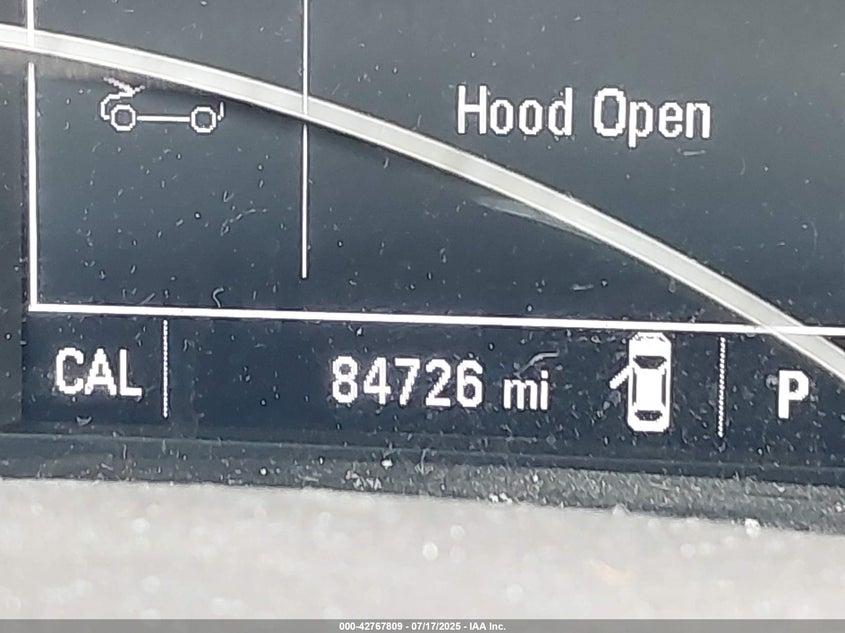 Hood Open
CAL
84726 mi
P
000-42767809 - 07/17/2025 - IAA Inc.